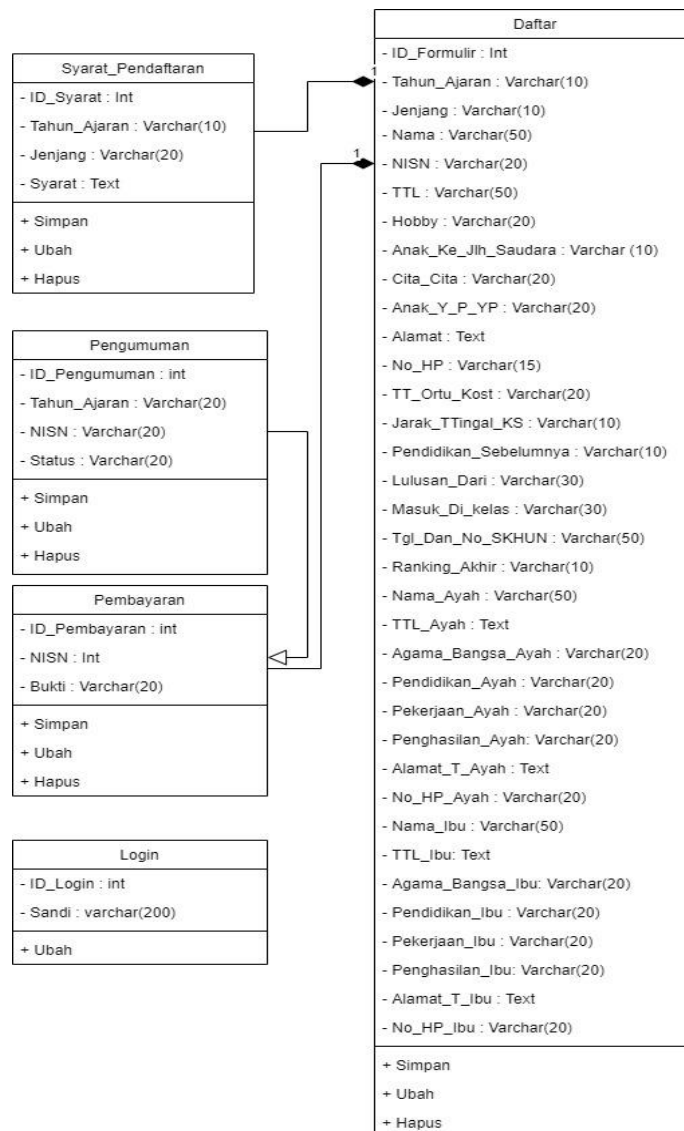 Syarat_Pendaftaran
- ID_Syarat : Int
- Tahun_Ajaran : Varchar(10)
- Jenjang : Varchar(20)
- Syarat : Text
+ Simpan
+ Ubah
+ Hapus
Pengumuman
- ID_Pengumuman : int
- Tahun_Ajaran : Varchar(20)
- NISN : Varchar(20)
- Status : Varchar(20)
+ Simpan
+ Ubah
+ Hapus
Pembayaran
- ID_Pembayaran : int
- NISN : Int
- Bukti : Varchar(20)
+ Simpan
+ Ubah
+ Hapus
Login
- ID_Login : int
- Sandi : varchar(200)
+ Ubah
1
1
Daftar
- ID_Formulir : Int
- Tahun_Ajaran : Varchar(10)
- Jenjang : Varchar(10)
- Nama : Varchar(50)
- NISN : Varchar(20)
- TTL : Varchar(50)
- Hobby : Varchar(20)
- Anak_Ke_Jlh_Saudara : Varchar (10)
- Cita_Cita : Varchar(20)
- Anak_Y_P_YP : Varchar(20)
- Alamat : Text
- No_HP : Varchar(15)
- TT_Ortu_Kost : Varchar(20)
- Jarak_TTingal_KS : Varchar(10)
- Pendidikan_Sebelumnya : Varchar(10)
- Lulusan_Dari : Varchar(30)
- Masuk_Di_kelas : Varchar(30)
- Tgl_Dan_No_SKHUN : Varchar(50)
- Ranking_Akhir : Varchar(10)
- Nama_Ayah : Varchar(50)
- TTL_Ayah : Text
- Agama_Bangsa_Ayah : Varchar(20)
- Pendidikan_Ayah : Varchar(20)
- Pekerjaan_Ayah : Varchar(20)
- Penghasilan_Ayah: Varchar(20)
- Alamat_T_Ayah : Text
- No_HP_Ayah : Varchar(20)
- Nama_Ibu : Varchar(50)
- TTL_Ibu: Text
- Agama_Bangsa_Ibu: Varchar(20)
- Pendidikan_Ibu : Varchar(20)
- Pekerjaan_Ibu : Varchar(20)
- Penghasilan_Ibu: Varchar(20)
- Alamat_T_Ibu : Text
- No_HP_Ibu : Varchar(20)
+ Simpan
+ Ubah
+ Hapus